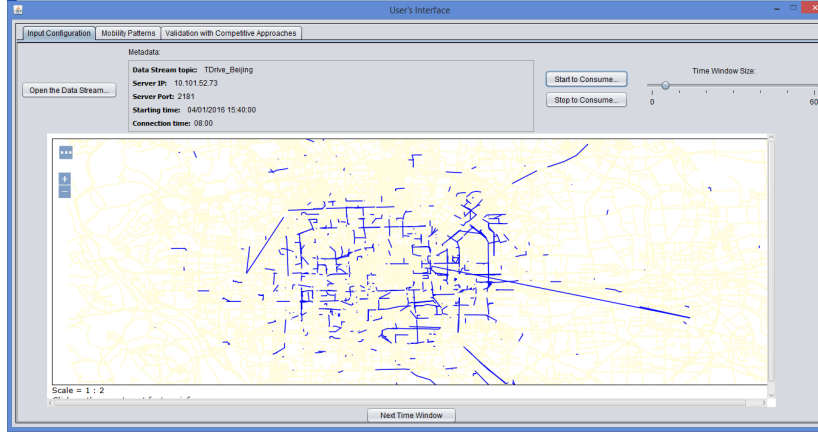 User's Interface
Input Configuration Mobility Patterns Validation with Competitive Approaches
Metadata:
Open the Data Stream...
Data Stream topic: TDrive_Beijing
Server IP: 10.101.52.73
Server Port: 2181
Starting time: 04/01/2016 15:40:00
Connection time: 08:00
Start to Consume...
Stop to Consume...
Time Window Size:
0 60
Scale = 1 : 2
Next Time Window